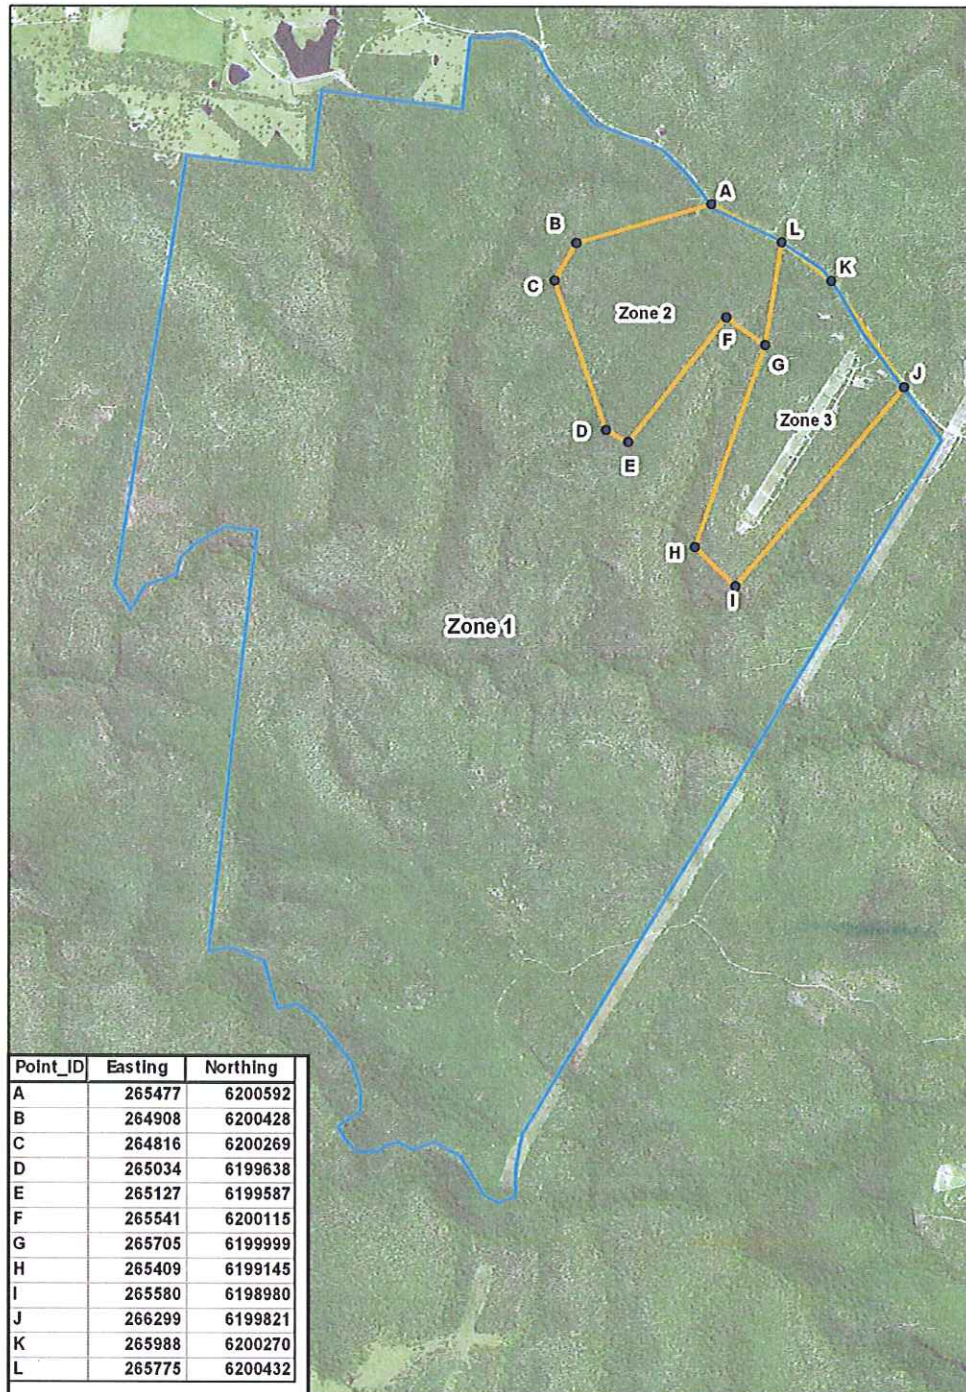 A
B
L
C
K
Zone 2
F
G
J
Zone 3
D
E
H
I
Zone 1
Point_ID Easting Northing
A 265477 6200592
B 264908 6200428
C 264816 6200269
D 265034 6199638
E 265127 6199587
F 265541 6200115
G 265705 6199999
H 265409 6199145
I 265580 6198980
J 266299 6199821
K 265988 6200270
L 265775 6200432